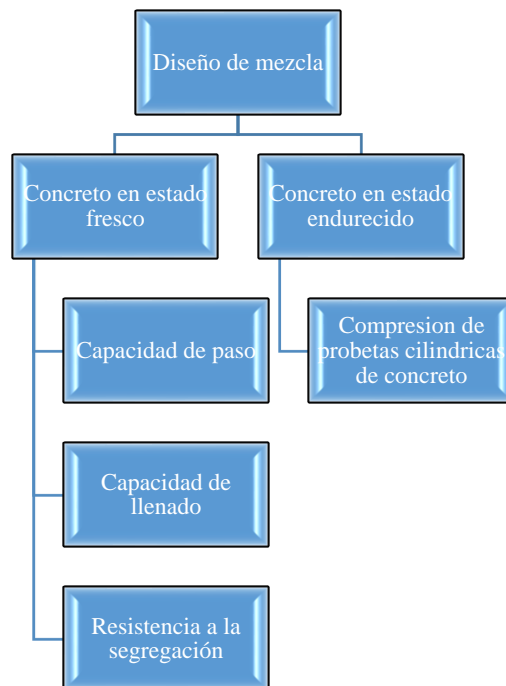 Diseño de mezcla
Concreto en estado
fresco
Concreto en estado
endurecido
Capacidad de paso
Compresion de
probetas cilindricas
de concreto
Capacidad de
llenado
Resistencia a la
segregación